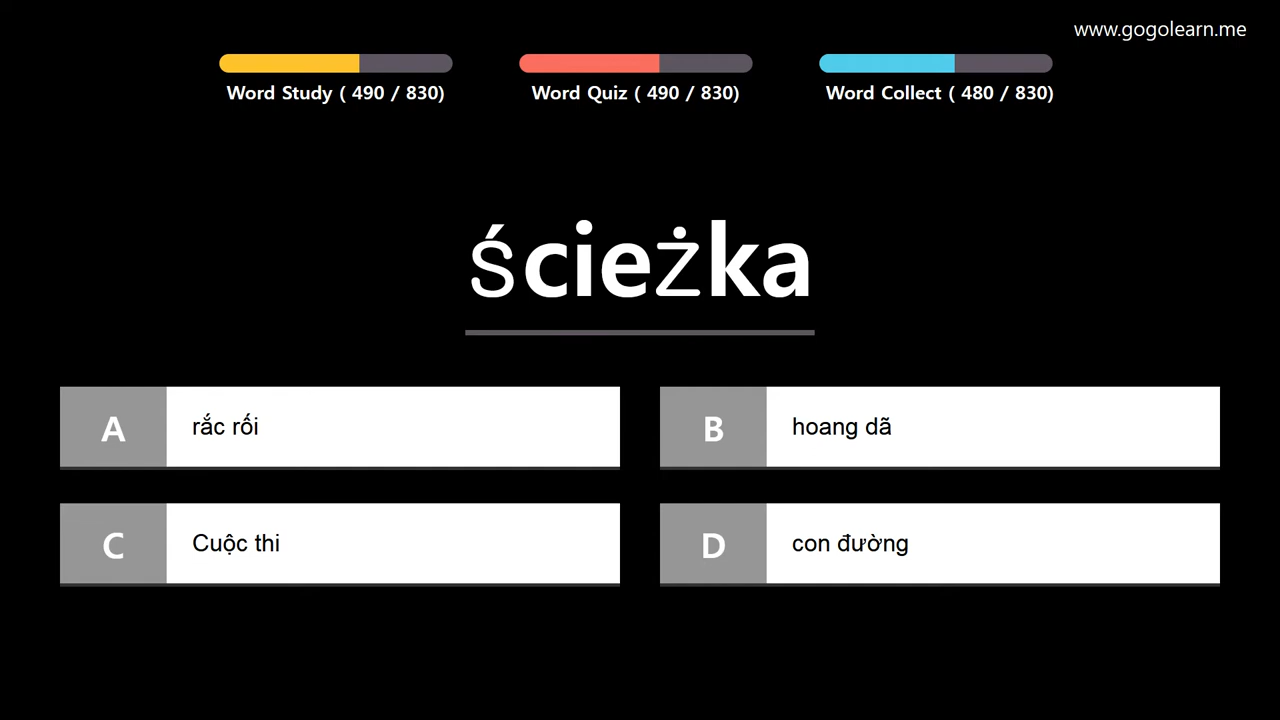 www.gogolearn.me
Word Study ( 490 / 830)
Word Quiz ( 490 / 830)
Word Collect ( 480 / 830)
ścieżka
A
rắc rối
B
hoang dã
C
Cuộc thi
D
con đường